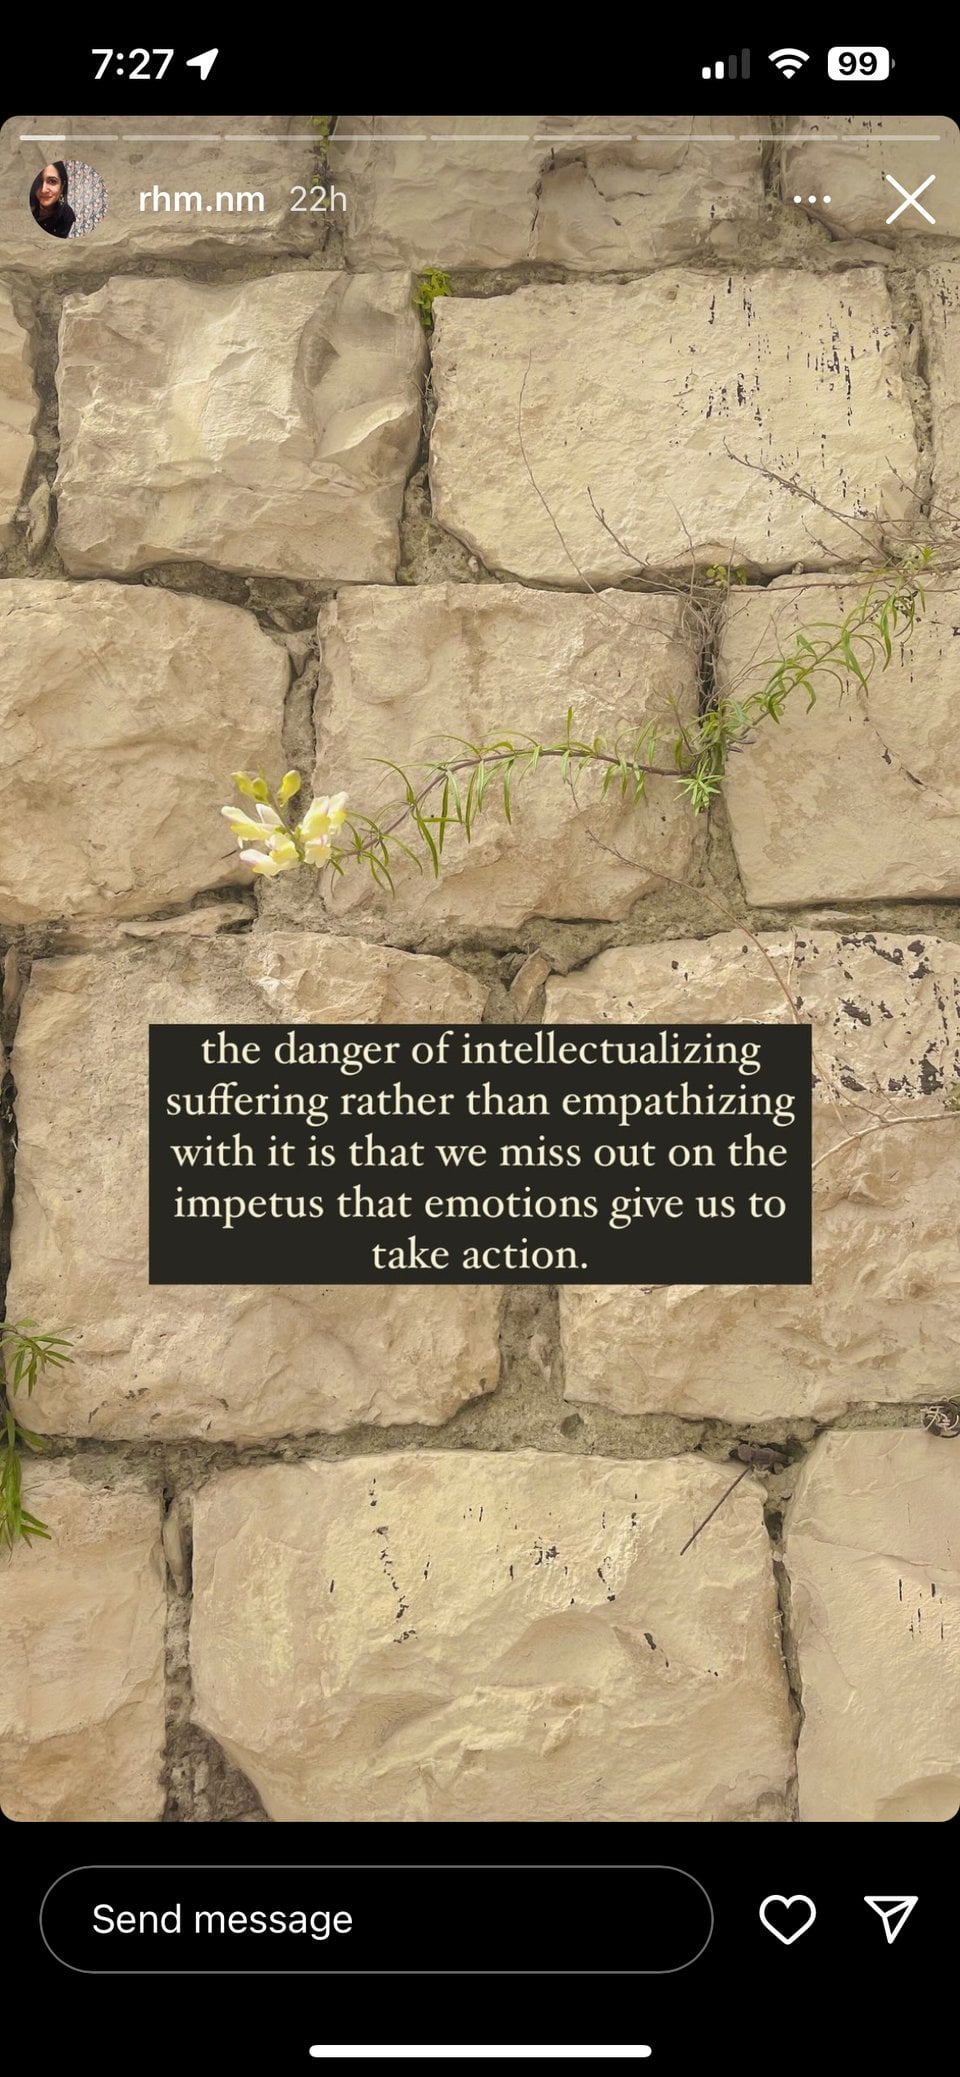 7:27
99
rhm.nm 22h
the danger of intellectualizing
suffering rather than empathizing
with it is that we miss out on the
impetus that emotions give us to
take action.
Send message